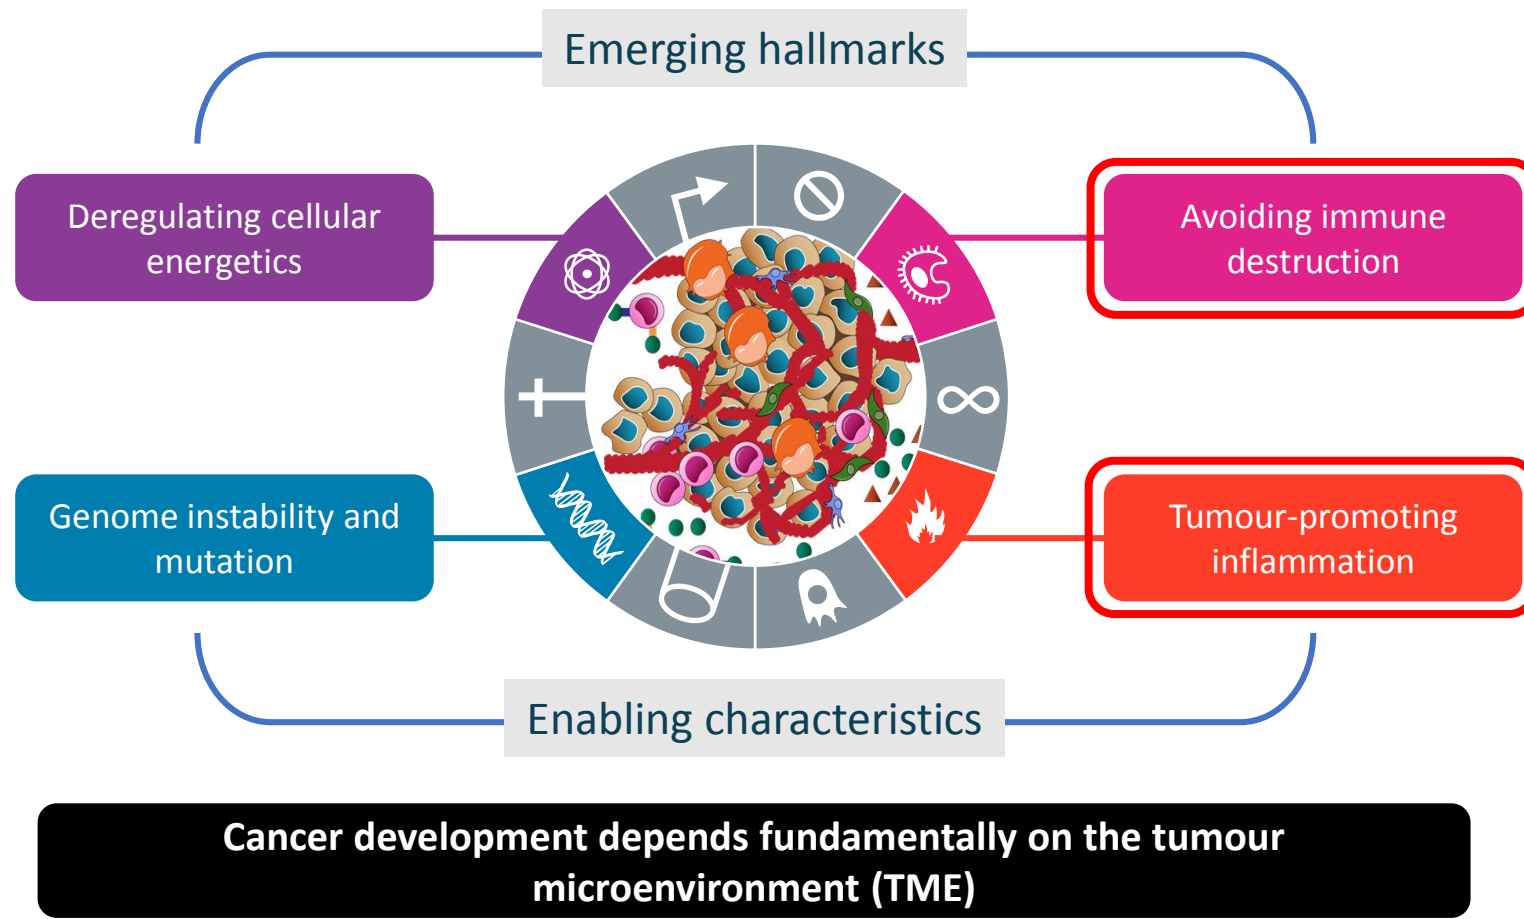 Emerging hallmarks
Deregulating cellular
energetics
Avoiding immune
destruction
Genome instability and
mutation
Tumour-promoting
inflammation
Enabling characteristics
Cancer development depends fundamentally on the tumour
microenvironment (TME)